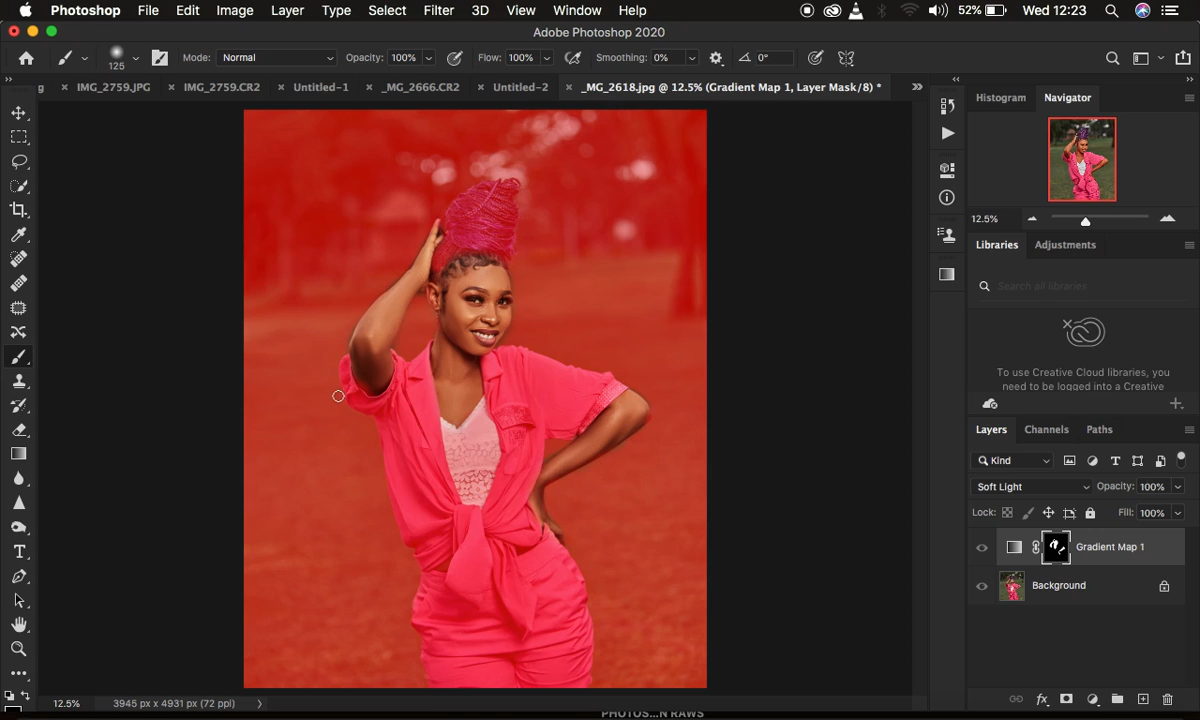 Photoshop File Edit Image Layer Type Select Filter 3D View Window Help 52% Wed 12:23
Adobe Photoshop 2020
125 Mode: Normal Opacity: 100% Flow: 100% Smoothing: 0% 0°
g × IMG_2759.JPG × IMG_2759.CR2 × Untitled-1 × _MG_2666.CR2 × Untitled-2 × _MG_2618.jpg @ 12.5% (Gradient Map 1, Layer Mask/8) *
Histogram Navigator
12.5%
Libraries Adjustments
Search all libraries
To use Creative Cloud libraries, you
need to be logged into a Creative
Layers Channels Paths
Kind
Soft Light Opacity: 100%
Lock: Fill: 100%
Gradient Map 1
Background
12.5% 3945 px x 4931 px (72 ppi)
PHOTOS...N RAWS